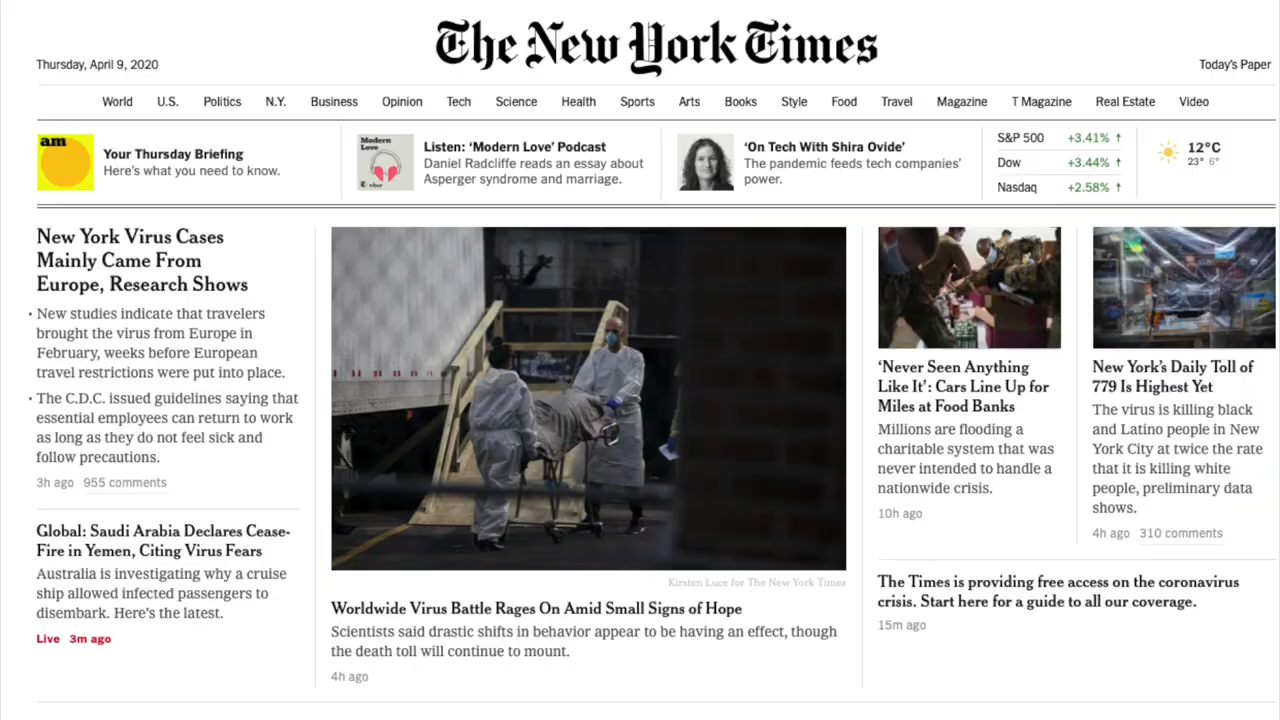 The New York Times
Thursday, April 9, 2020
Today's Paper
World U.S. Politics N.Y. Business Opinion Tech Science Health Sports Arts Books Style Food Travel Magazine T Magazine Real Estate Video
am
Your Thursday Briefing
Here's what you need to know.
Modern
Love
Listen: ‘Modern Love’ Podcast
Daniel Radcliffe reads an essay about
Asperger syndrome and marriage.
‘On Tech With Shira Ovide’
The pandemic feeds tech companies’
power.
S&P 500 +3.41% ↑
Dow +3.44% ↑
Nasdaq +2.58% ↑
12°C
23° 6°
New York Virus Cases
Mainly Came From
Europe, Research Shows
• New studies indicate that travelers
brought the virus from Europe in
February, weeks before European
travel restrictions were put into place.
• The C.D.C. issued guidelines saying that
essential employees can return to work
as long as they do not feel sick and
follow precautions.
3h ago 955 comments
Global: Saudi Arabia Declares Cease-
Fire in Yemen, Citing Virus Fears
Australia is investigating why a cruise
ship allowed infected passengers to
disembark. Here’s the latest.
Live 3m ago
Kirsten Luce for The New York Times
Worldwide Virus Battle Rages On Amid Small Signs of Hope
Scientists said drastic shifts in behavior appear to be having an effect, though
the death toll will continue to mount.
4h ago
‘Never Seen Anything
Like It’: Cars Line Up for
Miles at Food Banks
Millions are flooding a
charitable system that was
never intended to handle a
nationwide crisis.
10h ago
New York’s Daily Toll of
779 Is Highest Yet
The virus is killing black
and Latino people in New
York City at twice the rate
that it is killing white
people, preliminary data
shows.
4h ago 310 comments
The Times is providing free access on the coronavirus
crisis. Start here for a guide to all our coverage.
15m ago